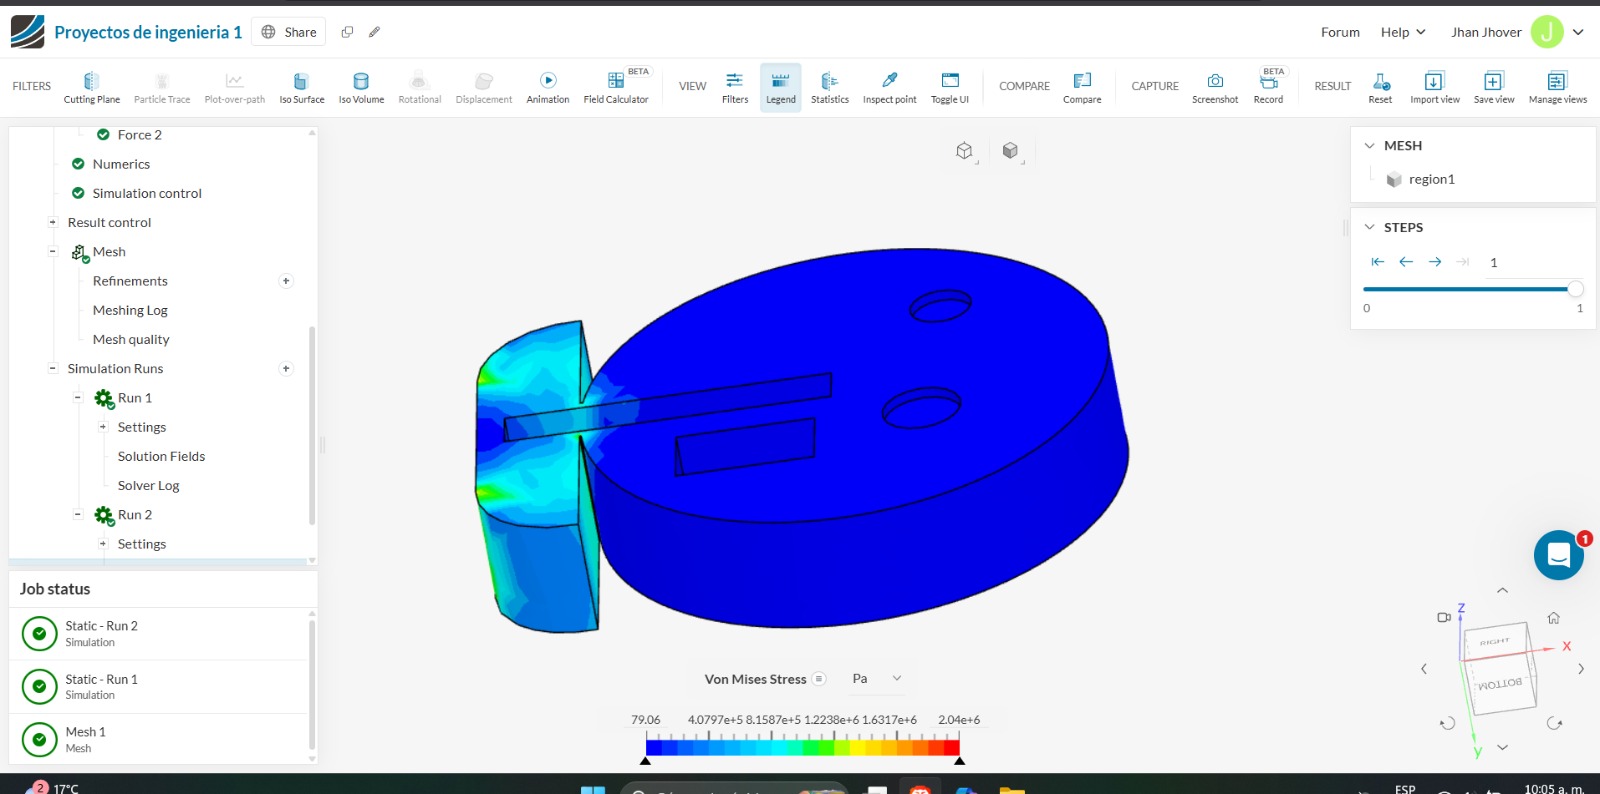 Proyectos de ingenieria 1
Share
Forum
Help
Jhan Jhover
J
FILTERS
Cutting Plane
Particle Trace
Plot-over-path
Iso Surface
Iso Volume
Rotational
Displacement
Animation
BETA
Field Calculator
VIEW
Filters
Legend
Statistics
Inspect point
Toggle UI
COMPARE
Compare
CAPTURE
Screenshot
BETA
Record
RESULT
Reset
Import view
Save view
Manage views
Force 2
Numerics
Simulation control
Result control
Mesh
Refinements
Meshing Log
Mesh quality
Simulation Runs
Run 1
Settings
Solution Fields
Solver Log
Run 2
Settings
Job status
Static - Run 2
Simulation
Static - Run 1
Simulation
Mesh 1
Mesh
MESH
region1
STEPS
1
0 1
1
Von Mises Stress Pa
79.06 4.0797e+5 8.1587e+5 1.2238e+6 1.6317e+6 2.04e+6
Z
X
RIGHT
BOTTOM
y
2
17°C
ESP
10:05 a. m.